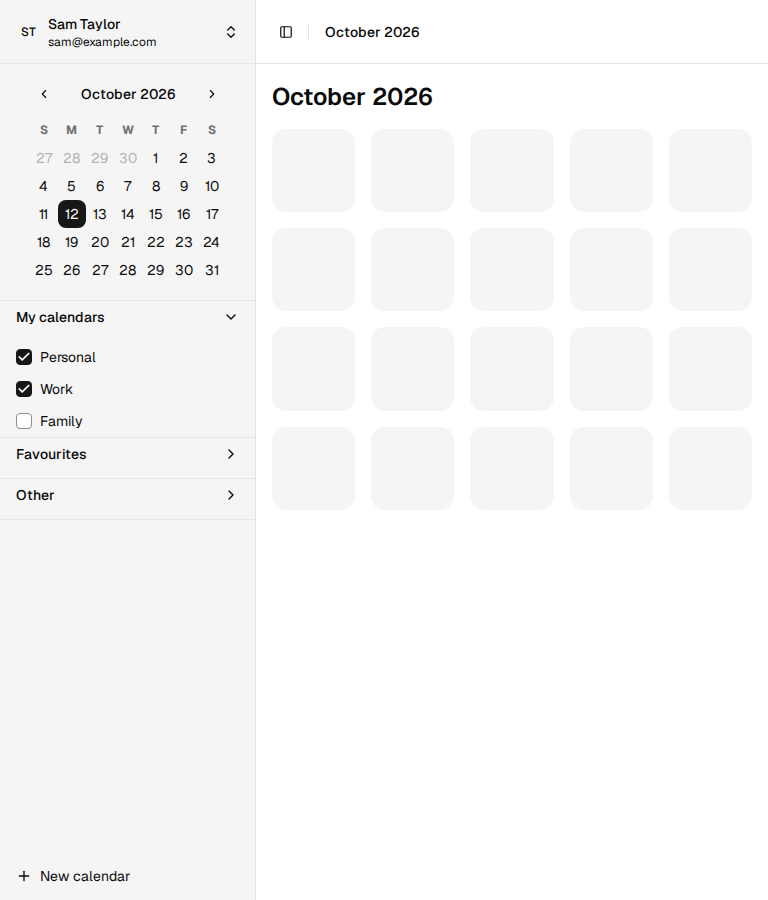 ST
Sam Taylor
sam@example.com
October 2026
S M T W T F S
27 28 29 30 1 2 3
4 5 6 7 8 9 10
11 12 13 14 15 16 17
18 19 20 21 22 23 24
25 26 27 28 29 30 31
My calendars
Personal
Work
Family
Favourites
Other
New calendar
October 2026
October 2026